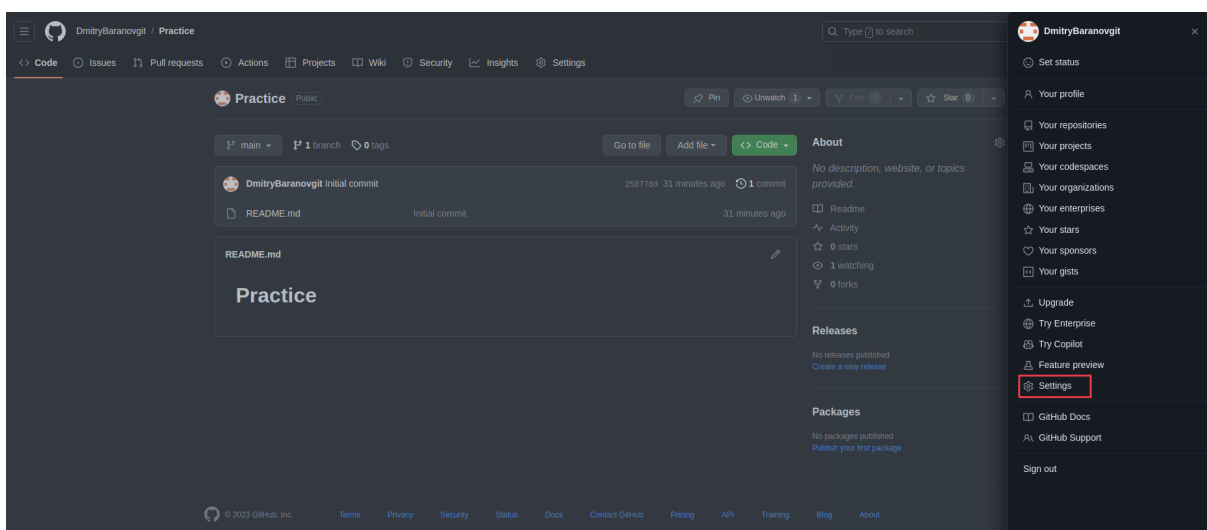 DmitryBaranovgit / Practice
Type / to search
DmitryBaranovgit
Code
Issues
Pull requests
Actions
Projects
Wiki
Security
Insights
Settings
Practice
Public
Pin
Unwatch 1
Fork
Star 0
main
1 branch
0 tags
Go to file
Add file
Code
DmitryBaranovgit Initial commit
258778d 31 minutes ago
1 commit
README.md
Initial commit
31 minutes ago
README.md
Practice
About
No description, website, or topics
provided.
Readme
Activity
0 stars
1 watching
0 forks
Releases
No releases published
Create a new release
Packages
No packages published
Publish your first package
Set status
Your profile
Your repositories
Your projects
Your codespaces
Your organizations
Your enterprises
Your stars
Your sponsors
Your gists
Upgrade
Try Enterprise
Try Copilot
Feature preview
Settings
GitHub Docs
GitHub Support
Sign out
© 2023 GitHub, Inc.
Terms
Privacy
Security
Status
Docs
Contact GitHub
Pricing
API
Training
Blog
About